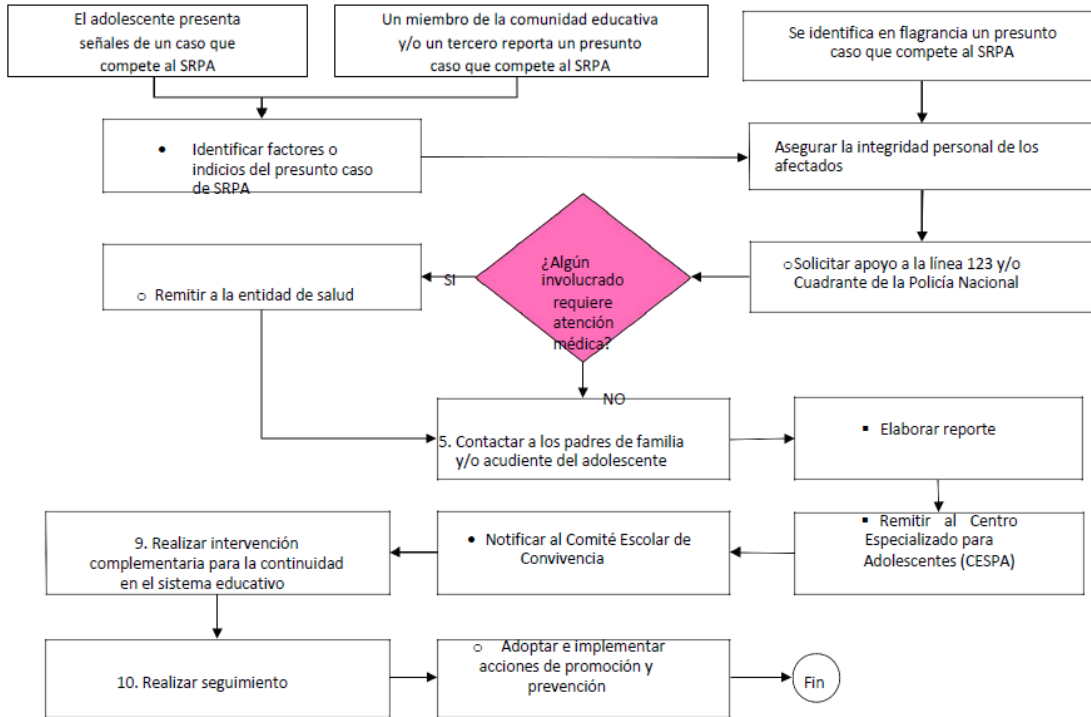 El adolescente presenta
señales de un caso que
compete al SRPA
Un miembro de la comunidad educativa
y/o un tercero reporta un presunto
caso que compete al SRPA
Se identifica en flagrancia un presunto
caso que compete al SRPA
• Identificar factores o
indicios del presunto caso
de SRPA
Asegurar la integridad personal de los
afectados
○ Solicitar apoyo a la línea 123 y/o
Cuadrante de la Policía Nacional
¿Algún
involucrado
requiere
atención
médica?
SI
○ Remitir a la entidad de salud
NO
5. Contactar a los padres de familia
y/o acudiente del adolescente
▪ Elaborar reporte
▪ Remitir al Centro
Especializado para
Adolescentes (CESPA)
• Notificar al Comité Escolar de
Convivencia
9. Realizar intervención
complementaria para la continuidad
en el sistema educativo
10. Realizar seguimiento
○ Adoptar e implementar
acciones de promoción y
prevención
Fin